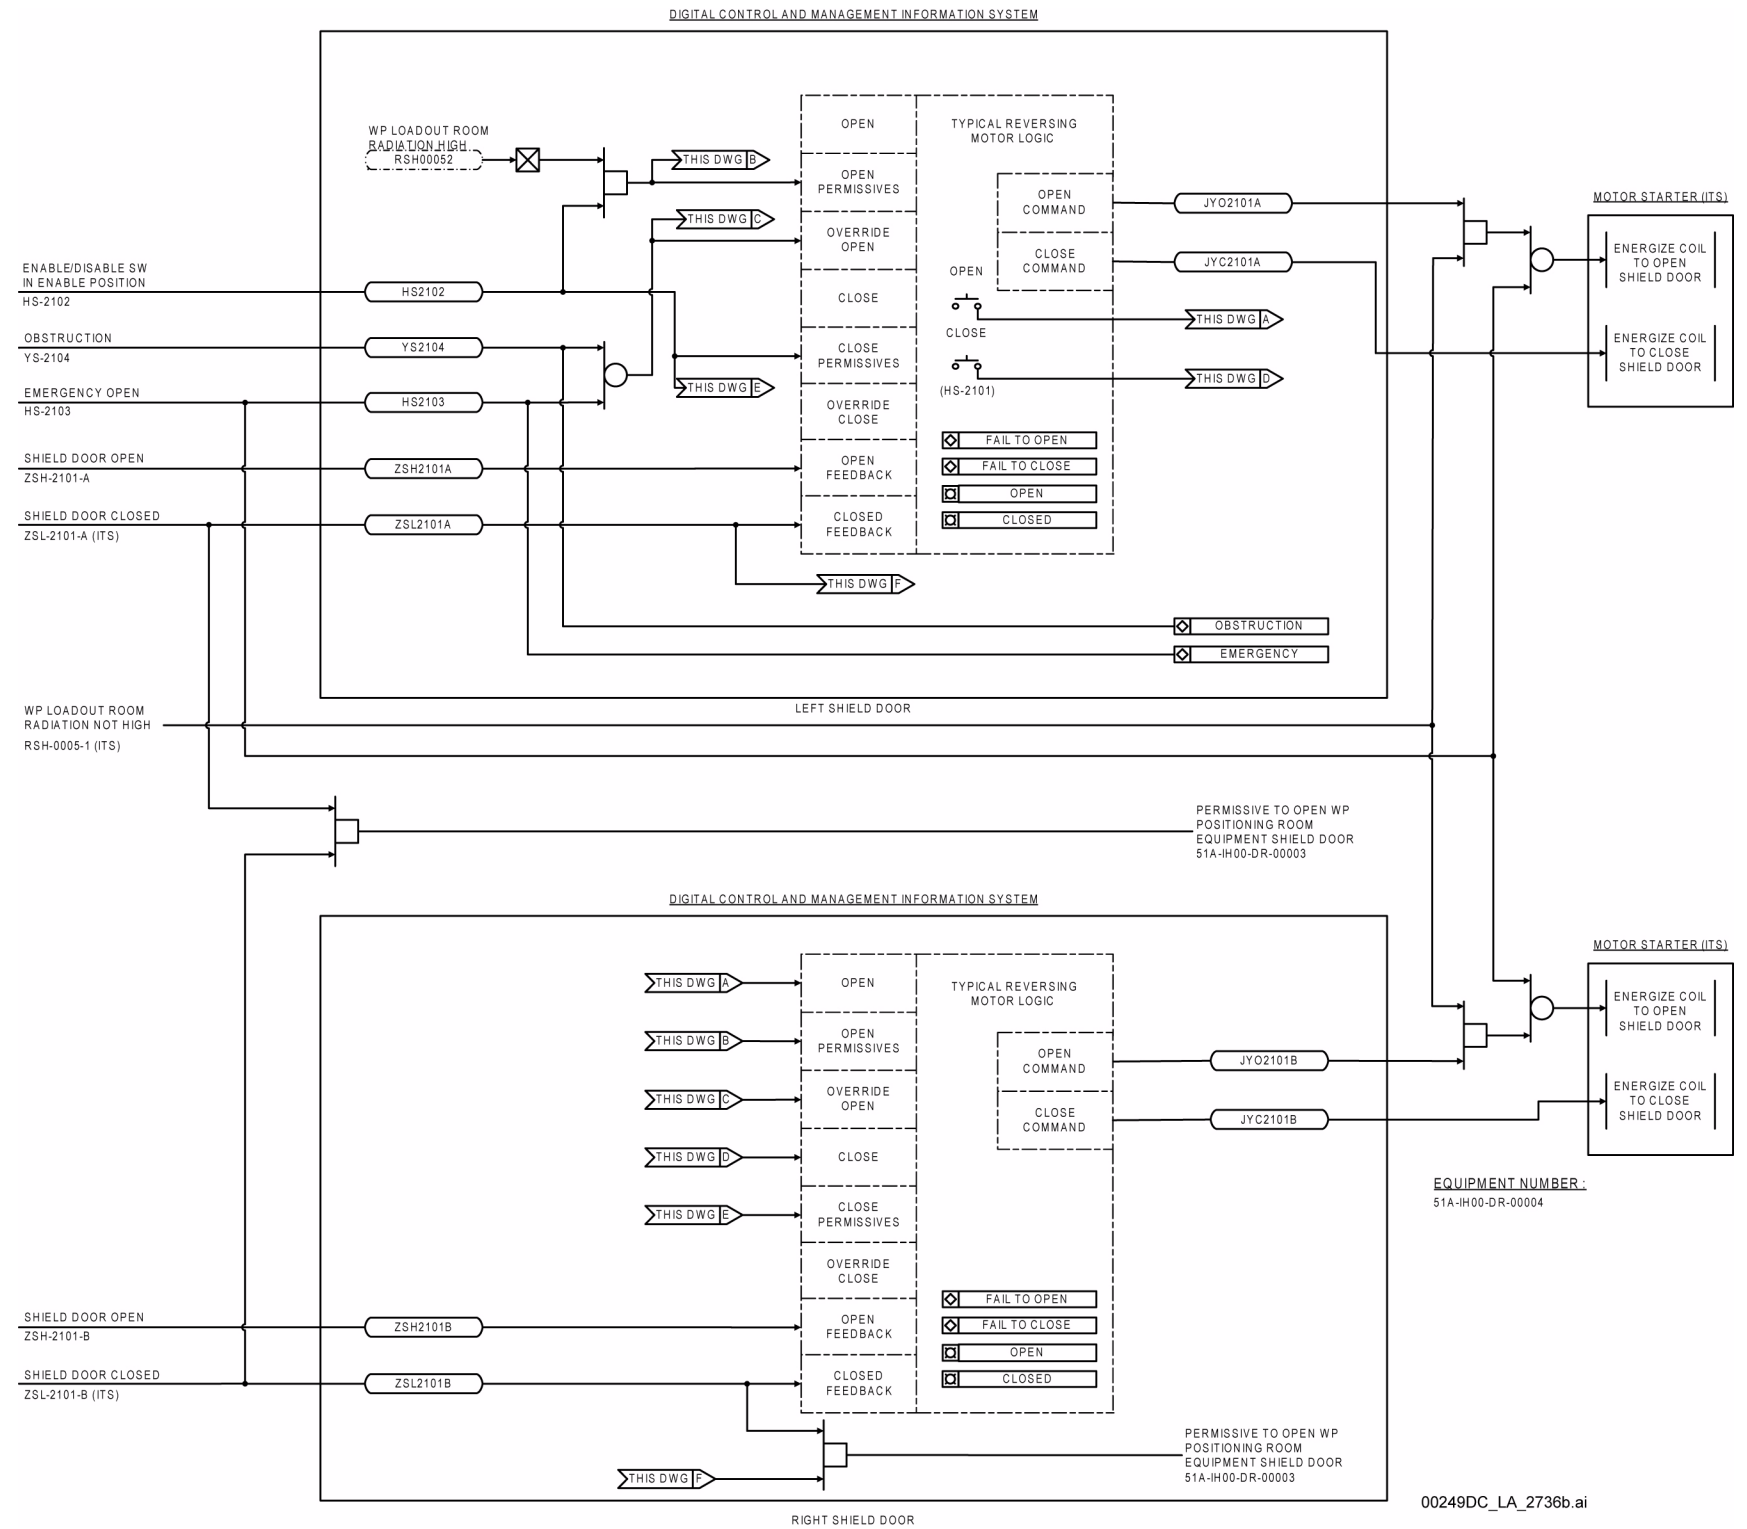 DIGITAL CONTROL AND MANAGEMENT INFORMATION SYSTEM
WP LOADOUT ROOM
RADIATION HIGH
RSH00052
THIS DWG B
THIS DWG C
ENABLE/DISABLE SW
IN ENABLE POSITION
HS-2102
HS2102
OBSTRUCTION
YS-2104
YS2104
EMERGENCY OPEN
HS-2103
HS2103
THIS DWG E
SHIELD DOOR OPEN
ZSH-2101-A
ZSH2101A
SHIELD DOOR CLOSED
ZSL-2101-A (ITS)
ZSL2101A
THIS DWG F
OPEN
OPEN
PERMISSIVES
OVERRIDE
OPEN
CLOSE
CLOSE
PERMISSIVES
OVERRIDE
CLOSE
OPEN
FEEDBACK
CLOSED
FEEDBACK
TYPICAL REVERSING
MOTOR LOGIC
OPEN
COMMAND
CLOSE
COMMAND
OPEN
CLOSE
(HS-2101)
FAIL TO OPEN
FAIL TO CLOSE
OPEN
CLOSED
JYO2101A
JYC2101A
THIS DWG A
THIS DWG D
OBSTRUCTION
EMERGENCY
MOTOR STARTER (ITS)
ENERGIZE COIL
TO OPEN
SHIELD DOOR
ENERGIZE COIL
TO CLOSE
SHIELD DOOR
LEFT SHIELD DOOR
WP LOADOUT ROOM
RADIATION NOT HIGH
RSH-0005-1 (ITS)
PERMISSIVE TO OPEN WP
POSITIONING ROOM
EQUIPMENT SHIELD DOOR
51A-IH00-DR-00003
DIGITAL CONTROL AND MANAGEMENT INFORMATION SYSTEM
THIS DWG A
THIS DWG B
THIS DWG C
THIS DWG D
THIS DWG E
OPEN
OPEN
PERMISSIVES
OVERRIDE
OPEN
CLOSE
CLOSE
PERMISSIVES
OVERRIDE
CLOSE
OPEN
FEEDBACK
CLOSED
FEEDBACK
TYPICAL REVERSING
MOTOR LOGIC
OPEN
COMMAND
CLOSE
COMMAND
FAIL TO OPEN
FAIL TO CLOSE
OPEN
CLOSED
JYO2101B
JYC2101B
MOTOR STARTER (ITS)
ENERGIZE COIL
TO OPEN
SHIELD DOOR
ENERGIZE COIL
TO CLOSE
SHIELD DOOR
EQUIPMENT NUMBER :
51A-IH00-DR-00004
SHIELD DOOR OPEN
ZSH-2101-B
ZSH2101B
SHIELD DOOR CLOSED
ZSL-2101-B (ITS)
ZSL2101B
THIS DWG F
PERMISSIVE TO OPEN WP
POSITIONING ROOM
EQUIPMENT SHIELD DOOR
51A-IH00-DR-00003
00249DC_LA_2736b.ai
RIGHT SHIELD DOOR